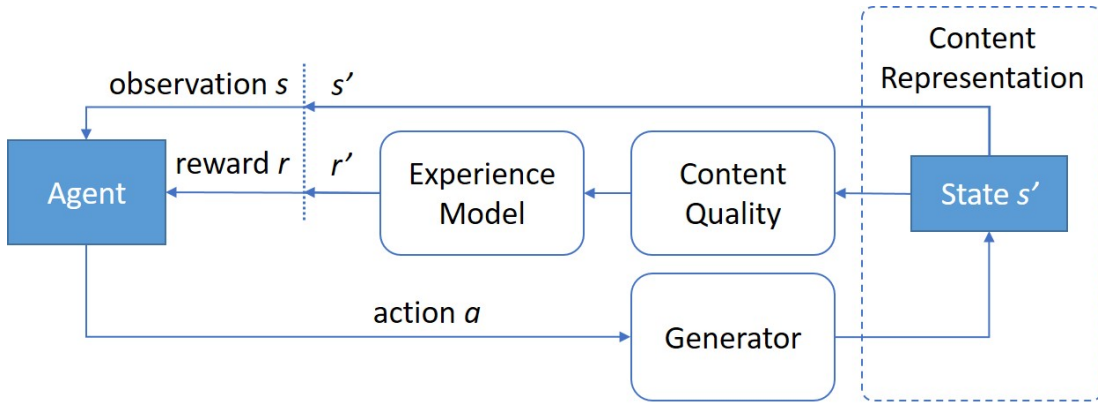 Content
Representation
observation s
s’
Agent
reward r
r’
Experience
Model
Content
Quality
State s’
action a
Generator